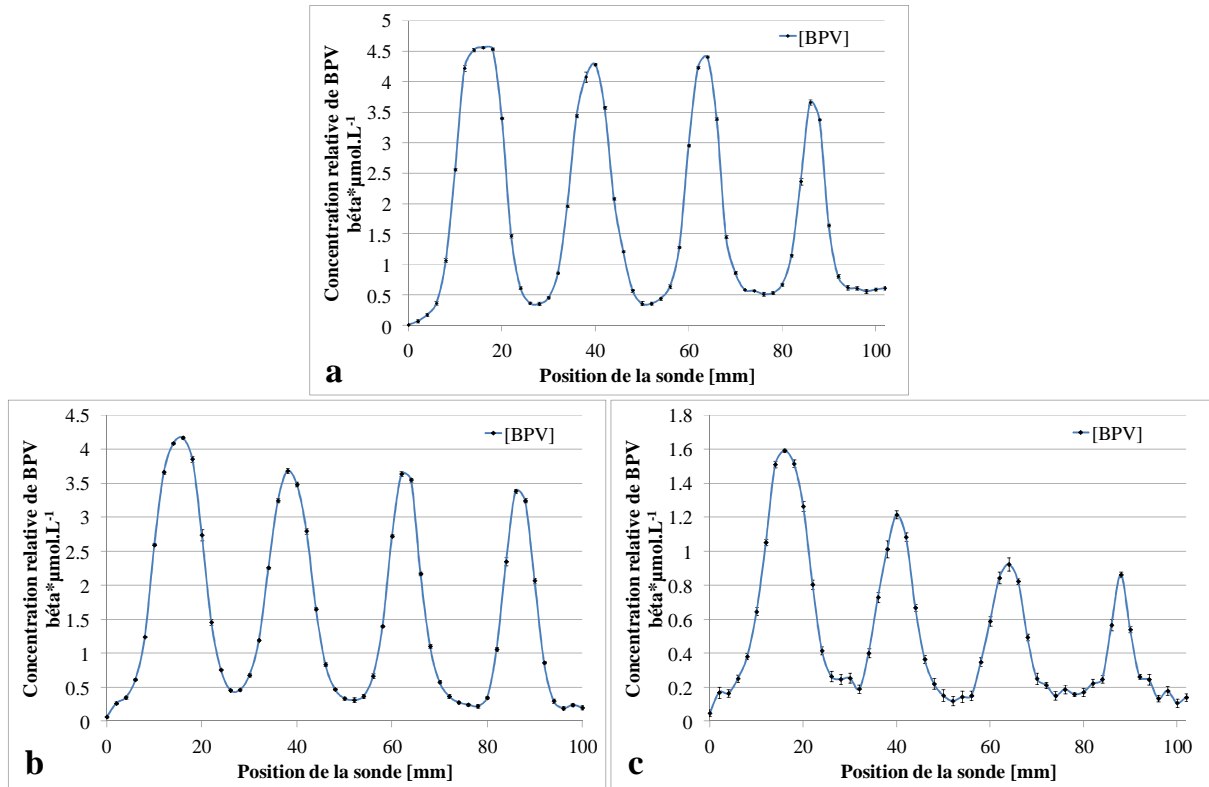 5
4.5
4
3.5
3
2.5
2
1.5
1
0.5
0
Concentration relative de BPV
béta*µmol.L⁻¹
[BPV]
0 20 40 60 80 100
Position de la sonde [mm]
a
4.5
4
3.5
3
2.5
2
1.5
1
0.5
0
Concentration relative de BPV
béta*µmol.L⁻¹
[BPV]
0 20 40 60 80 100
Position de la sonde [mm]
b
1.8
1.6
1.4
1.2
1
0.8
0.6
0.4
0.2
0
Concentration relative de BPV
béta*µmol.L⁻¹
[BPV]
0 20 40 60 80 100
Position de la sonde [mm]
c